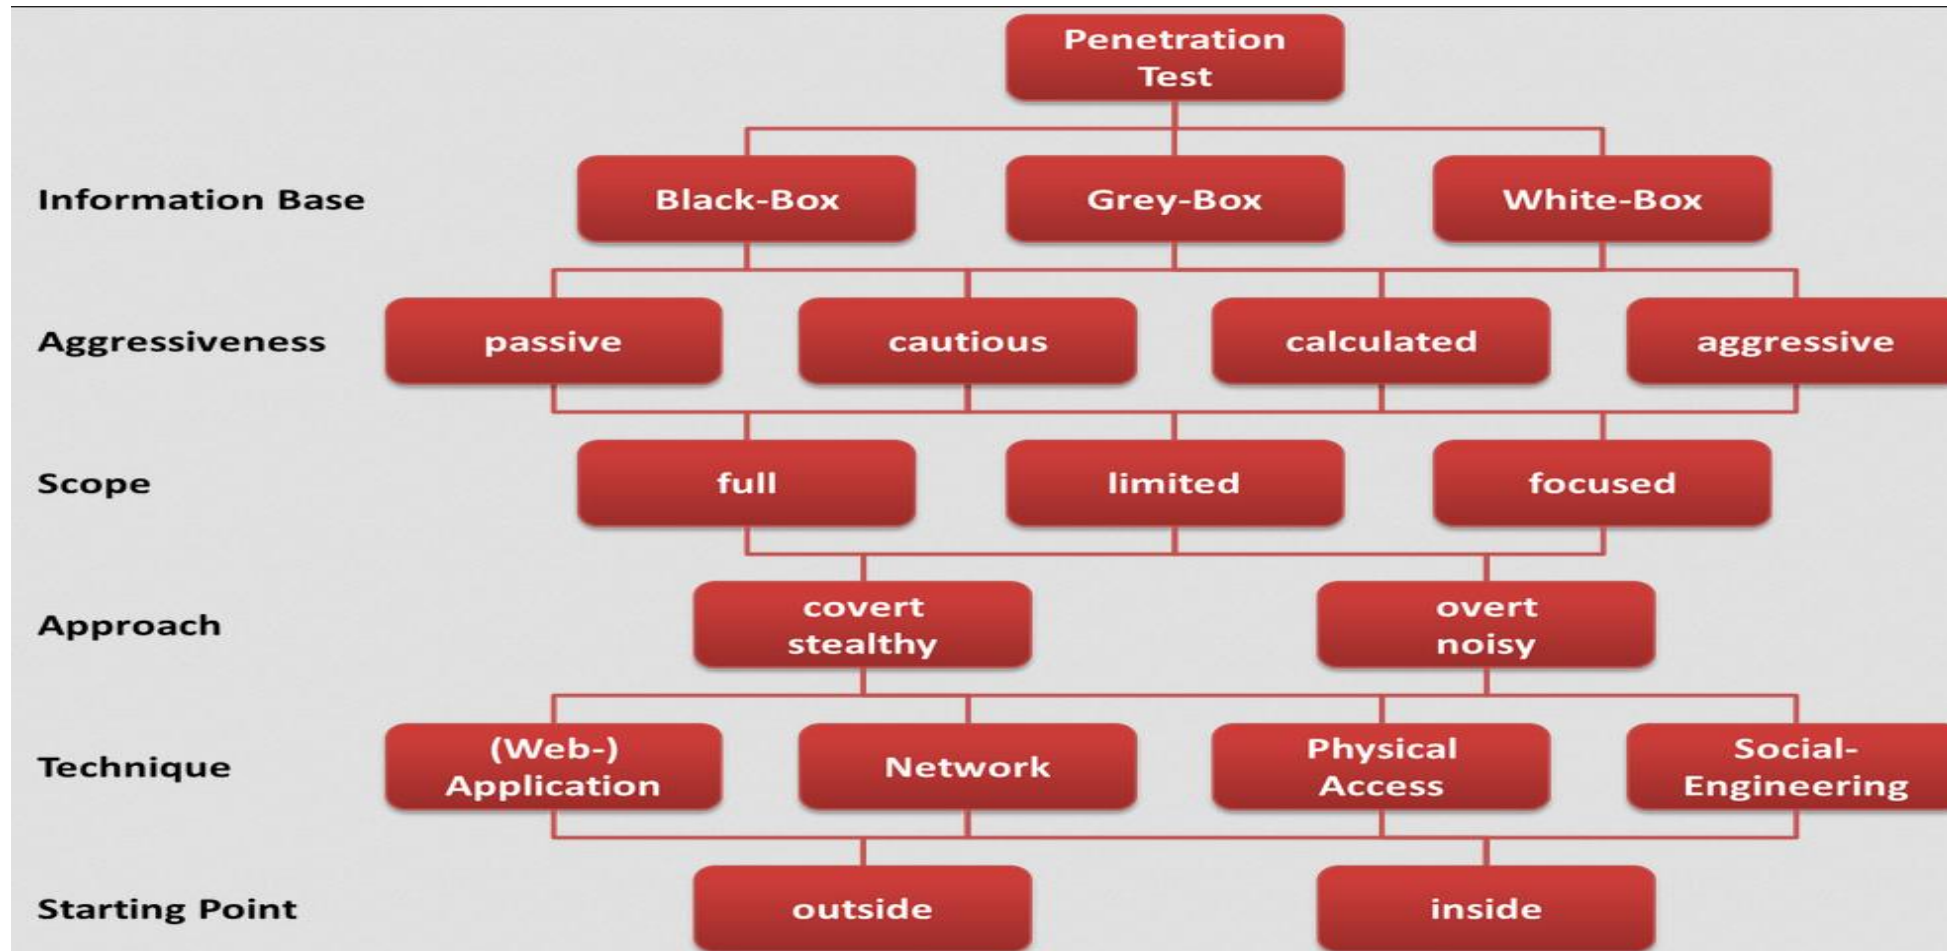 Penetration
Test
Information Base
Black-Box
Grey-Box
White-Box
Aggressiveness
passive
cautious
calculated
aggressive
Scope
full
limited
focused
Approach
covert
stealthy
overt
noisy
Technique
(Web-)
Application
Network
Physical
Access
Social-
Engineering
Starting Point
outside
inside